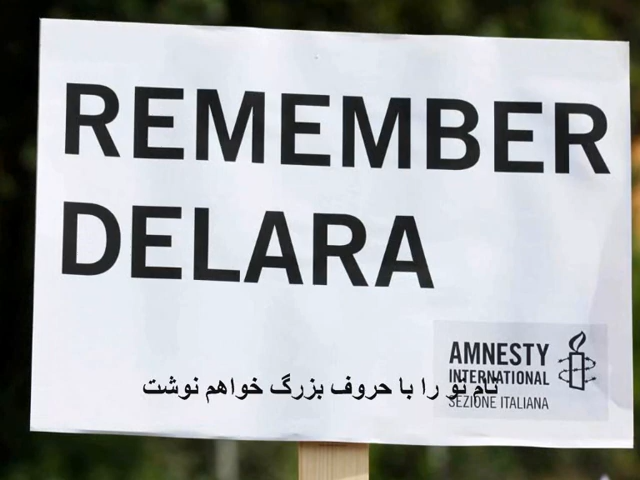 REMEMBER
DELARA
AMNESTY
INTERNATIONAL
نام تو را با حروف بزرگ خواهم نوشت
SEZIONE ITALIANA